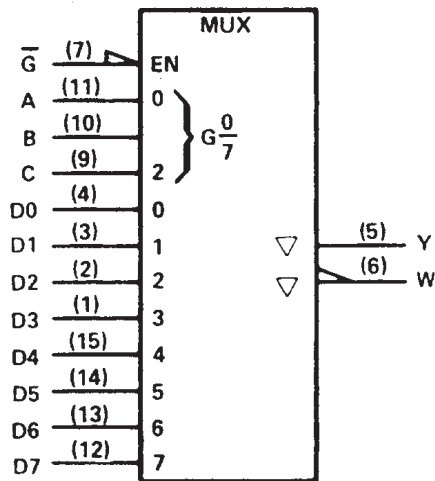 MUX
G̅ (7) EN
A (11) 0
B (10)
C (9) 2
G 0/7
D0 (4) 0
D1 (3) 1 ▽ (5) Y
D2 (2) 2 ▽ (6) W
D3 (1) 3
D4 (15) 4
D5 (14) 5
D6 (13) 6
D7 (12) 7